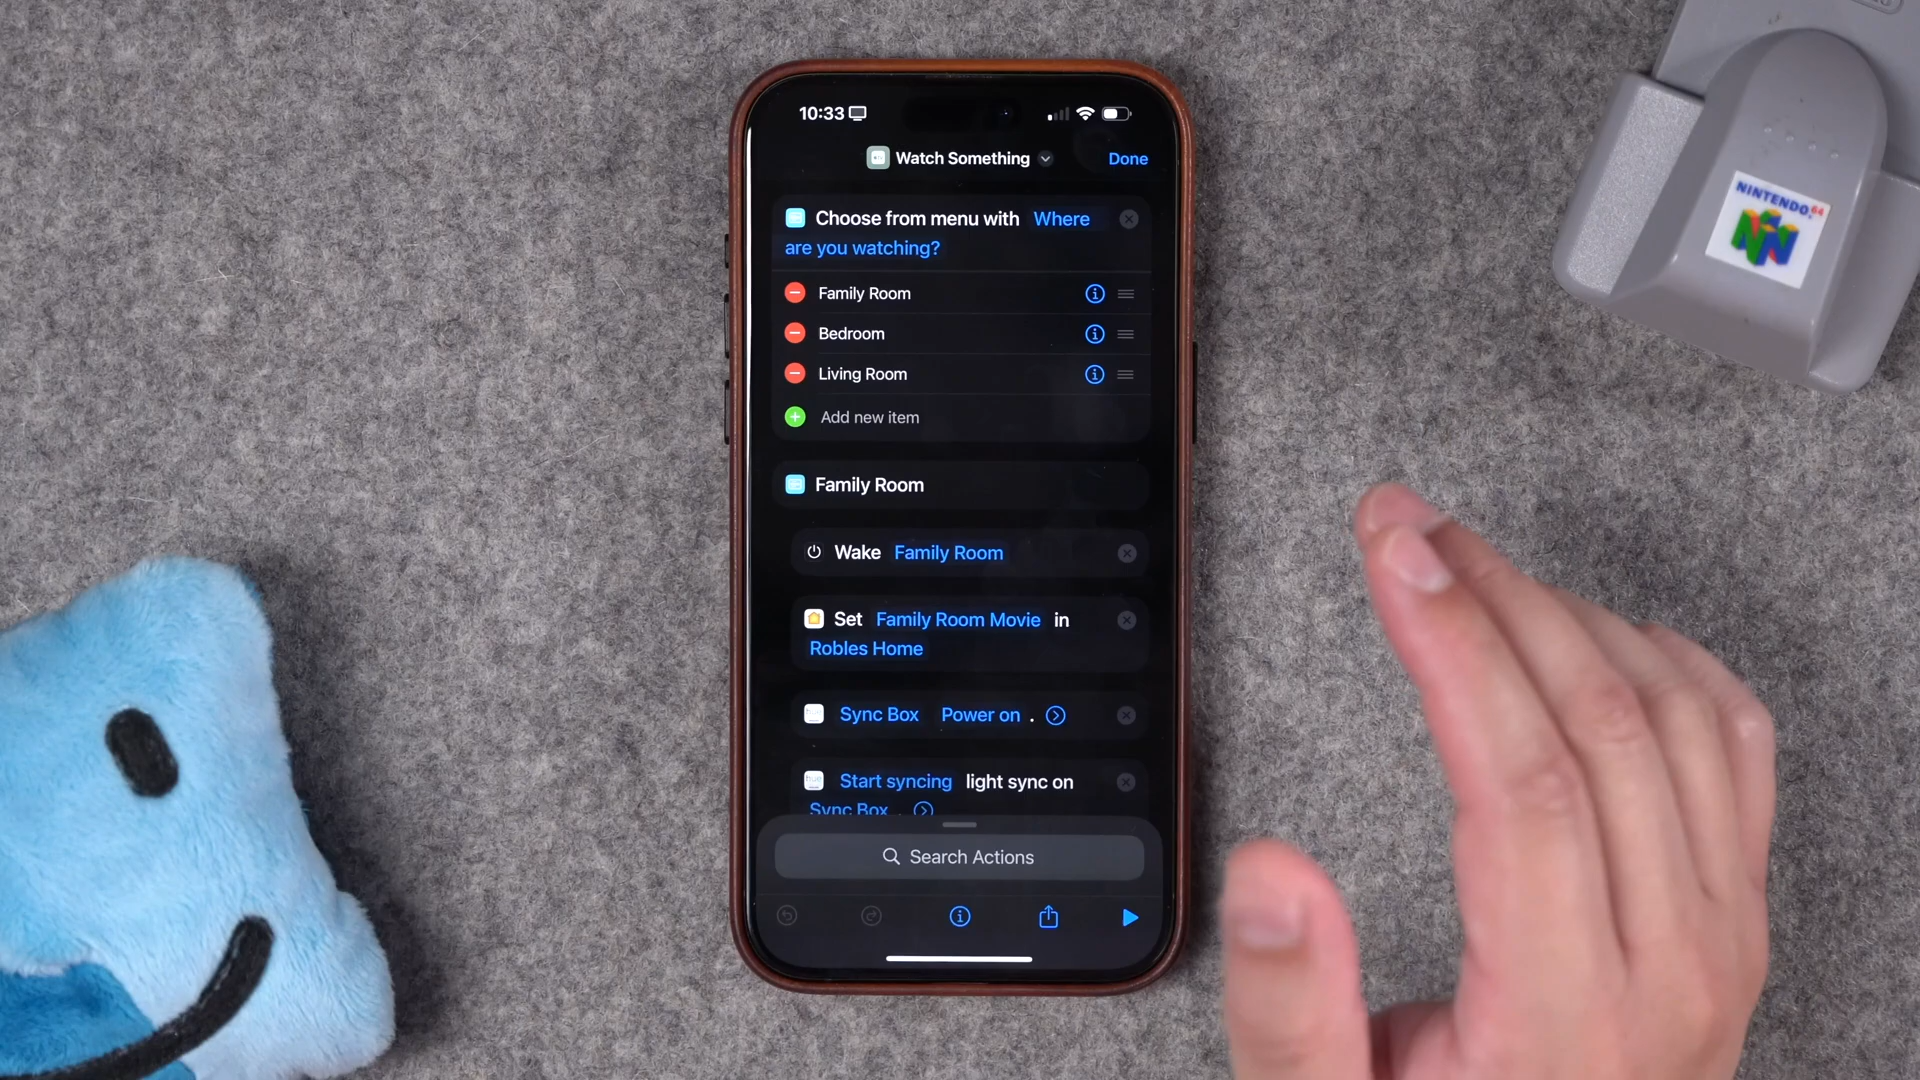 10:33
Watch Something
Done
Choose from menu with Where
are you watching?
Family Room
Bedroom
Living Room
Add new item
Family Room
Wake Family Room
Set Family Room Movie in
Robles Home
Sync Box Power on .
Start syncing light sync on
Sync Box .
Search Actions
NINTENDO 64